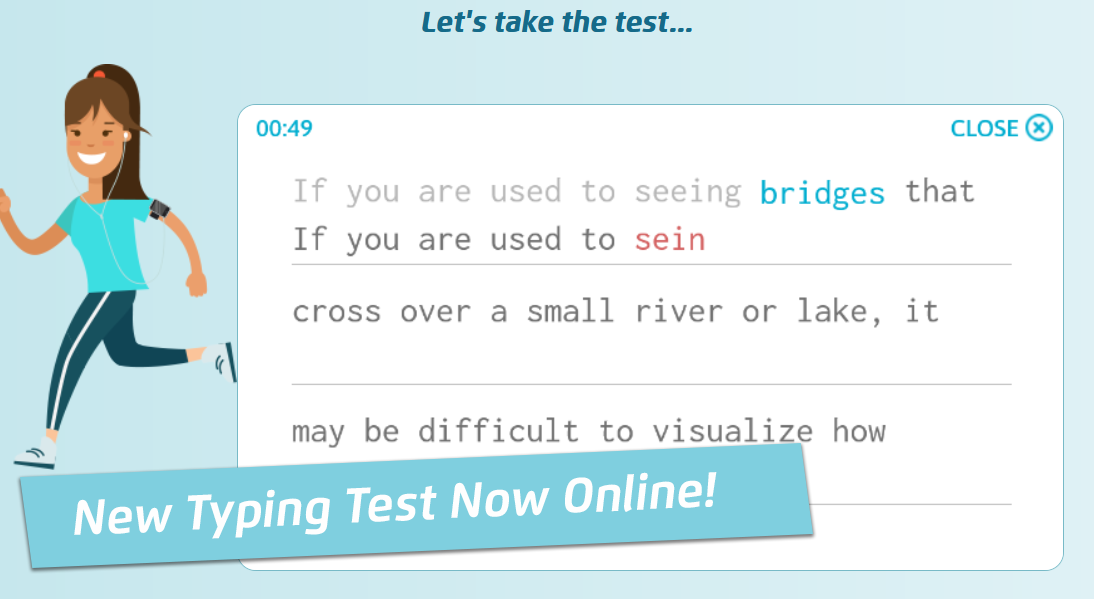 Let's take the test...
00:49 CLOSE
If you are used to seeing bridges that
If you are used to sein
cross over a small river or lake, it
may be difficult to visualize how
New Typing Test Now Online!